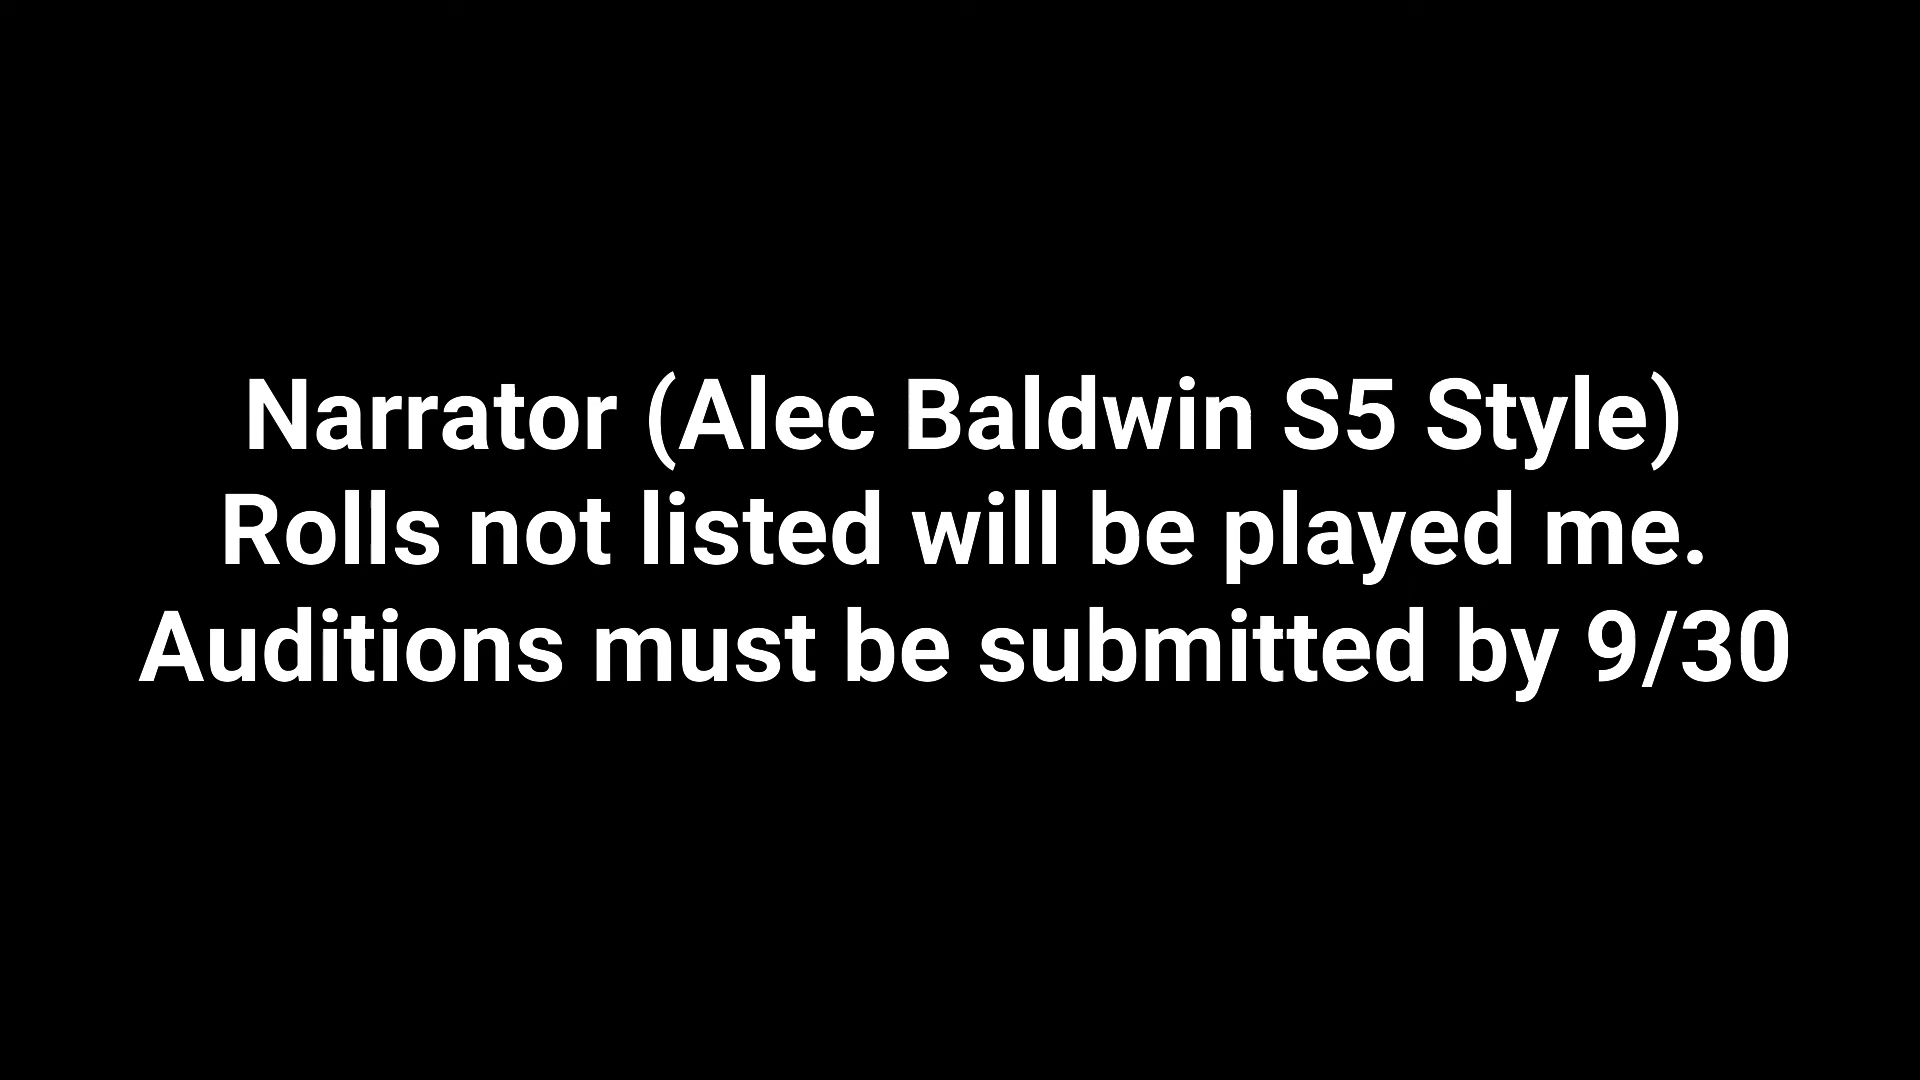 Narrator (Alec Baldwin S5 Style)
Rolls not listed will be played me.
Auditions must be submitted by 9/30